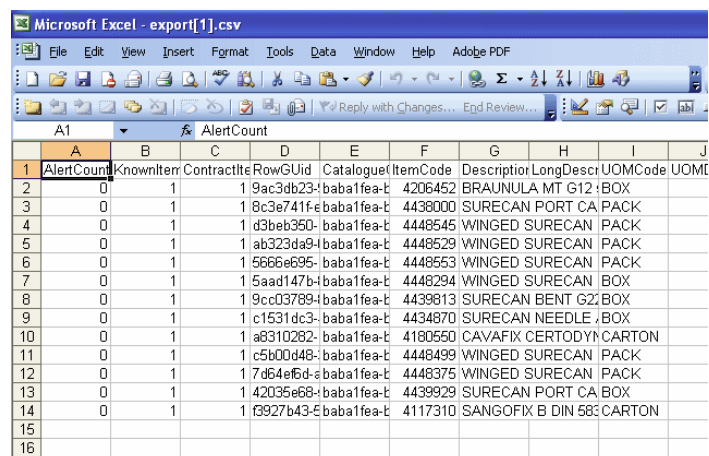 Microsoft Excel - export[1].csv
File Edit View Insert Format Tools Data Window Help Adobe PDF
Reply with Changes... End Review...
A1 fx AlertCount
A B C D E F G H I J
1 AlertCount KnownItem ContractIte RowGUid Catalogue ItemCode Description LongDescr UOMCode UOMD
2 0 1 1 9ac3db23- baba1fea-b 4206452 BRAUNULA MT G12 BOX
3 0 1 1 8c3e741f-e baba1fea-b 4438000 SURECAN PORT CA PACK
4 0 1 1 d3beb350- baba1fea-b 4448545 WINGED SURECAN PACK
5 0 1 1 ab323da9- baba1fea-b 4448529 WINGED SURECAN PACK
6 0 1 1 5666e695- baba1fea-b 4448553 WINGED SURECAN PACK
7 0 1 1 5aad147b- baba1fea-b 4448294 WINGED SURECAN BOX
8 0 1 1 9cc03789- baba1fea-b 4439813 SURECAN BENT G22 BOX
9 0 1 1 c1531dc3- baba1fea-b 4434870 SURECAN NEEDLE BOX
10 0 1 1 a8310282- baba1fea-b 4180550 CAVAFIX CERTODYN CARTON
11 0 1 1 c5b00d48- baba1fea-b 4448499 WINGED SURECAN PACK
12 0 1 1 7d64ef6d-a baba1fea-b 4448375 WINGED SURECAN PACK
13 0 1 1 42035e68- baba1fea-b 4439929 SURECAN PORT CA BOX
14 0 1 1 f3927b43-5 baba1fea-b 4117310 SANGOFIX B DIN 583 CARTON
15
16